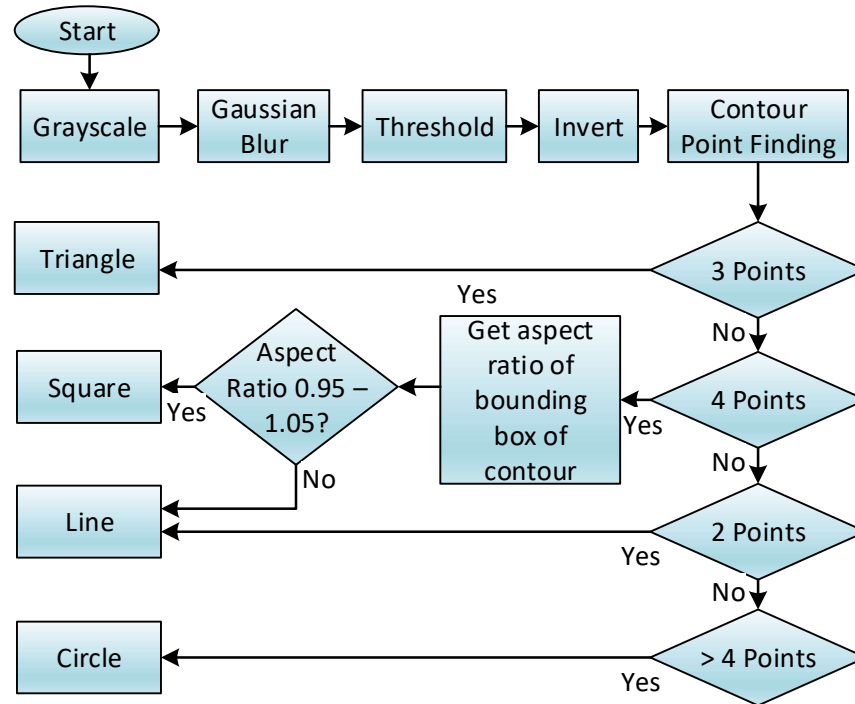 Start
Grayscale
Gaussian
Blur
Threshold
Invert
Contour
Point Finding
Triangle
3 Points
Yes
No
Square
Yes
Aspect
Ratio 0.95 –
1.05?
No
Get aspect
ratio of
bounding
box of
contour
Yes
4 Points
No
Line
2 Points
Yes
No
Circle
> 4 Points
Yes